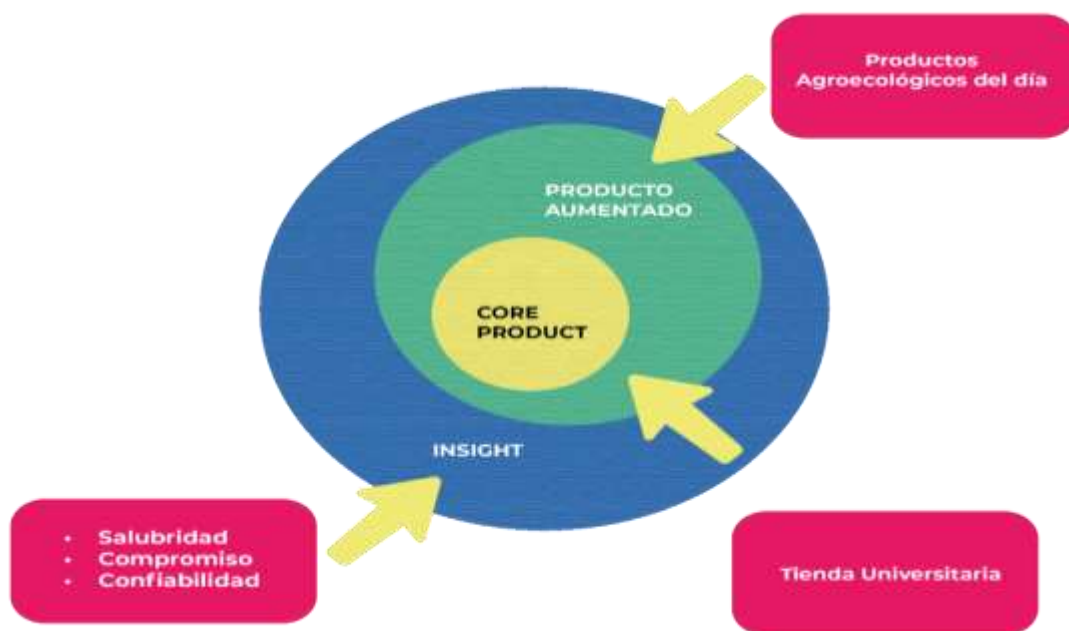 Productos
Agroecológicos del día
PRODUCTO
AUMENTADO
CORE
PRODUCT
INSIGHT
• Salubridad
• Compromiso
• Confiabilidad
Tienda Universitaria